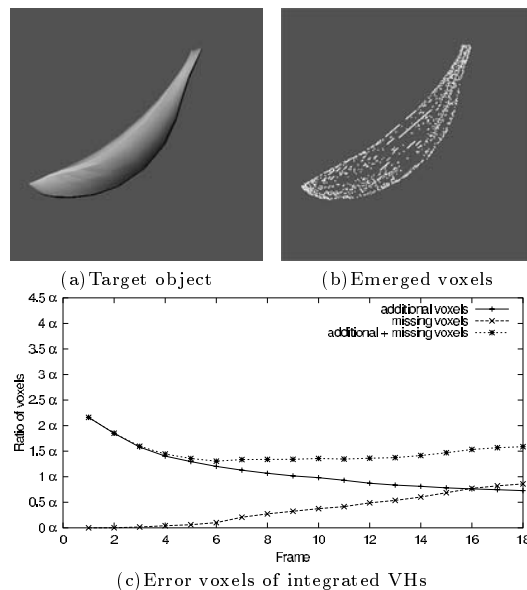 (a)Target object
(b)Emerged voxels
4.5 α
4 α
3.5 α
3 α
2.5 α
2 α
1.5 α
1 α
0.5 α
0 α
Ratio of voxels
additional voxels
missing voxels
additional + missing voxels
0 2 4 6 8 10 12 14 16 18
Frame
(c)Error voxels of integrated VHs